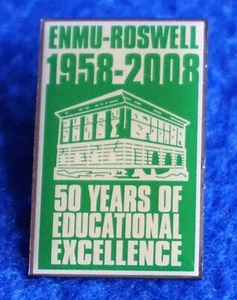 ENMU-ROSWELL
1958-2008
50 YEARS OF
EDUCATIONAL
EXCELLENCE